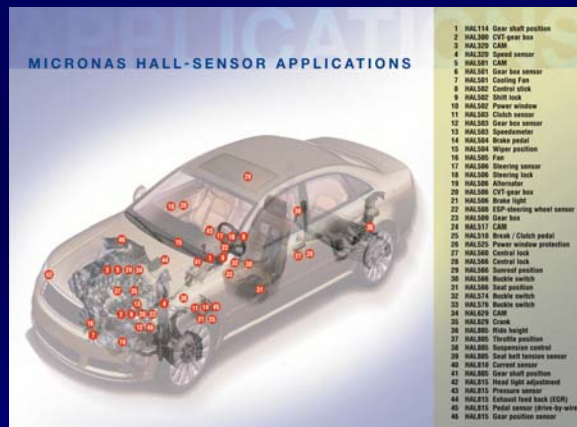 APPLICATIONS
MICRONAS HALL-SENSOR APPLICATIONS
1 HAL114 Gear shaft position
2 HAL300 CVT-gear box
3 HAL320 CAM
4 HAL320 Speed sensor
5 HAL501 CAM
6 HAL501 Gear box sensor
7 HAL501 Cooling Fan
8 HAL502 Control stick
9 HAL502 Shift lock
10 HAL502 Power window
11 HAL503 Clutch sensor
12 HAL503 Gear box sensor
13 HAL503 Speedometer
14 HAL504 Brake pedal
15 HAL504 Wiper position
16 HAL505 Fan
17 HAL506 Steering sensor
18 HAL506 Steering lock
19 HAL506 Alternator
20 HAL506 CVT-gear box
21 HAL506 Brake light
22 HAL508 ESP-steering wheel sensor
23 HAL509 Gear box
24 HAL517 CAM
25 HAL518 Break / Clutch pedal
26 HAL525 Power window protection
27 HAL560 Central lock
28 HAL566 Central lock
29 HAL566 Sunroof position
30 HAL566 Buckle switch
31 HAL566 Seat position
32 HAL574 Buckle switch
33 HAL576 Buckle switch
34 HAL629 CAM
35 HAL629 Crank
36 HAL805 Ride height
37 HAL805 Throttle position
38 HAL805 Suspension control
39 HAL805 Seat belt tension sensor
40 HAL810 Current sensor
41 HAL805 Gear shaft position
42 HAL815 Head light adjustment
43 HAL815 Pressure sensor
44 HAL815 Exhaust feed back (EGR)
45 HAL815 Pedal sensor (drive-by-wire
46 HAL815 Gear position sensor